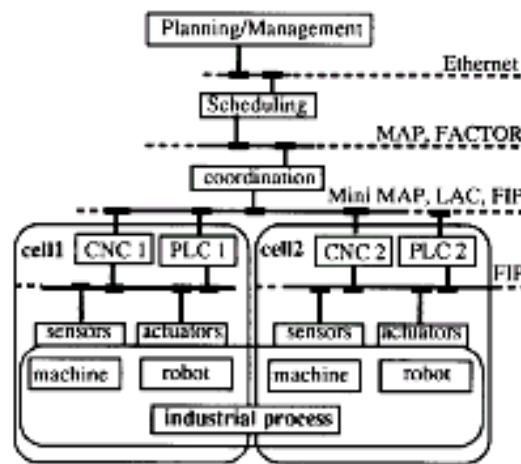 Planning/Management
Ethernet
Scheduling
MAP, FACTOR
coordination
Mini MAP, LAC, FIP
cell1 CNC 1 PLC 1 cell2 CNC 2 PLC 2
FIP
sensors actuators sensors actuators
machine robot machine robot
industrial process